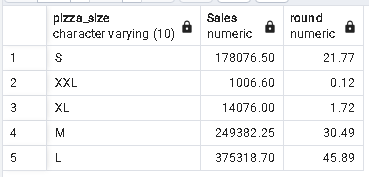 pizza_size Sales round
character varying (10) numeric numeric
1 S 178076.50 21.77
2 XXL 1006.60 0.12
3 XL 14076.00 1.72
4 M 249382.25 30.49
5 L 375318.70 45.89